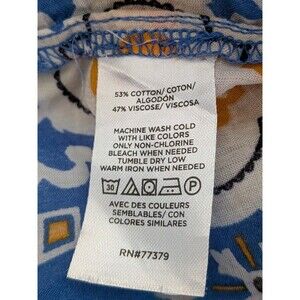 53% COTTON/ COTON/
ALGODÓN
47% VISCOSE/ VISCOSA
MACHINE WASH COLD
WITH LIKE COLORS
ONLY NON-CHLORINE
BLEACH WHEN NEEDED
TUMBLE DRY LOW
WARM IRON WHEN NEEDED
30
AVEC DES COULEURS
SEMBLABLES/ CON
COLORES SIMILARES
RN#77379